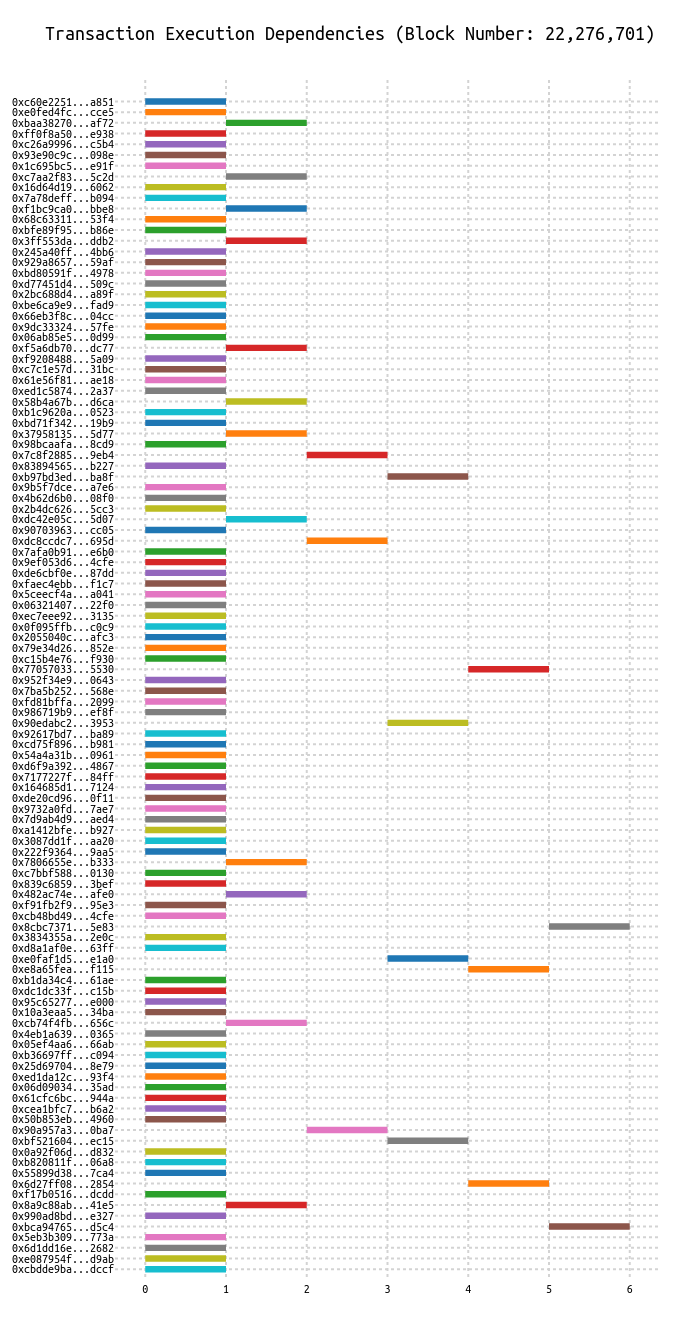 Transaction Execution Dependencies (Block Number: 22,276,701)
0xc60e2251...a851
0xe0fed4fc...cce5
0xbaa38270...af72
0xff0f8a50...e938
0xc26a9996...c5b4
0x93e90c9c...098e
0x1c695bc5...e91f
0xc7aa2f83...5c2d
0x16d64d19...6062
0x7a78deff...b094
0xf1bc9ca0...bbe8
0x68c63311...53f4
0xbfe89f95...b86e
0x3ff553da...ddb2
0x245a40ff...4bb6
0x929a8657...59af
0xbd80591f...4978
0xd77451d4...509c
0x2bc688d4...a89f
0xbe6ca9e9...fad9
0x66eb3f8c...04cc
0x9dc33324...57fe
0x06ab85e5...0d99
0xf5a6db70...dc77
0xf9208488...5a09
0xc7c1e57d...31bc
0x61e56f81...ae18
0xed1c5874...2a37
0x58b4a67b...d6ca
0xb1c9620a...0523
0xbd71f342...19b9
0x37958135...5d77
0x98bcaafa...8cd9
0x7c8f2885...9eb4
0x83894565...b227
0xb97bd3ed...ba8f
0x9b5f7dce...a7e6
0x4b62d6b0...08f0
0x2b4dc626...5cc3
0xdc42e05c...5d07
0x90703963...cc05
0xdc8ccdc7...695d
0x7afa0b91...e6b0
0x9ef053d6...4cfe
0xde6cbf0e...87dd
0xfaec4ebb...f1c7
0x5ceecf4a...a041
0x06321407...22f0
0xec7eee92...3135
0x0f095ffb...c0c9
0x2055040c...afc3
0x79e34d26...852e
0xc15b4e76...f930
0x77057033...5530
0x952f34e9...0643
0x7ba5b252...568e
0xfd81bffa...2099
0x986719b9...ef8f
0x90edabc2...3953
0x92617bd7...ba89
0xcd75f896...b981
0x54a4a31b...0961
0xd6f9a392...4867
0x7177227f...84ff
0x164685d1...7124
0xde20cd96...0f11
0x9732a0fd...7ae7
0x7d9ab4d9...aed4
0xa1412bfe...b927
0x3087dd1f...aa20
0x222f9364...9aa5
0x7806655e...b333
0xc7bbf588...0130
0x839c6859...3bef
0x482ac74e...afe0
0xf91fb2f9...95e3
0xcb48bd49...4cfe
0x8cbc7371...5e83
0x3834355a...2e0c
0xd8a1af0e...63ff
0xe0faf1d5...e1a0
0xe8a65fea...f115
0xb1da34c4...61ae
0xdc1dc33f...c15b
0x95c65277...e000
0x10a3eaa5...34ba
0xcb74f4fb...656c
0x4eb1a639...0365
0x05ef4aa6...66ab
0xb36697ff...c094
0x25d69704...8e79
0xed1da12c...93f4
0x06d09034...35ad
0x61cfc6bc...944a
0xcea1bfc7...b6a2
0x50b853eb...4960
0x90a957a3...0ba7
0xbf521604...ec15
0x0a92f06d...d832
0xb820811f...06a8
0x55899d38...7ca4
0x6d27ff08...2854
0xf17b0516...dcdd
0x8a9c88ab...41e5
0x990ad8bd...e327
0xbca94765...d5c4
0x5eb3b309...773a
0x6d1dd16e...2682
0xe087954f...d9ab
0xcbdde9ba...dccf
0 1 2 3 4 5 6